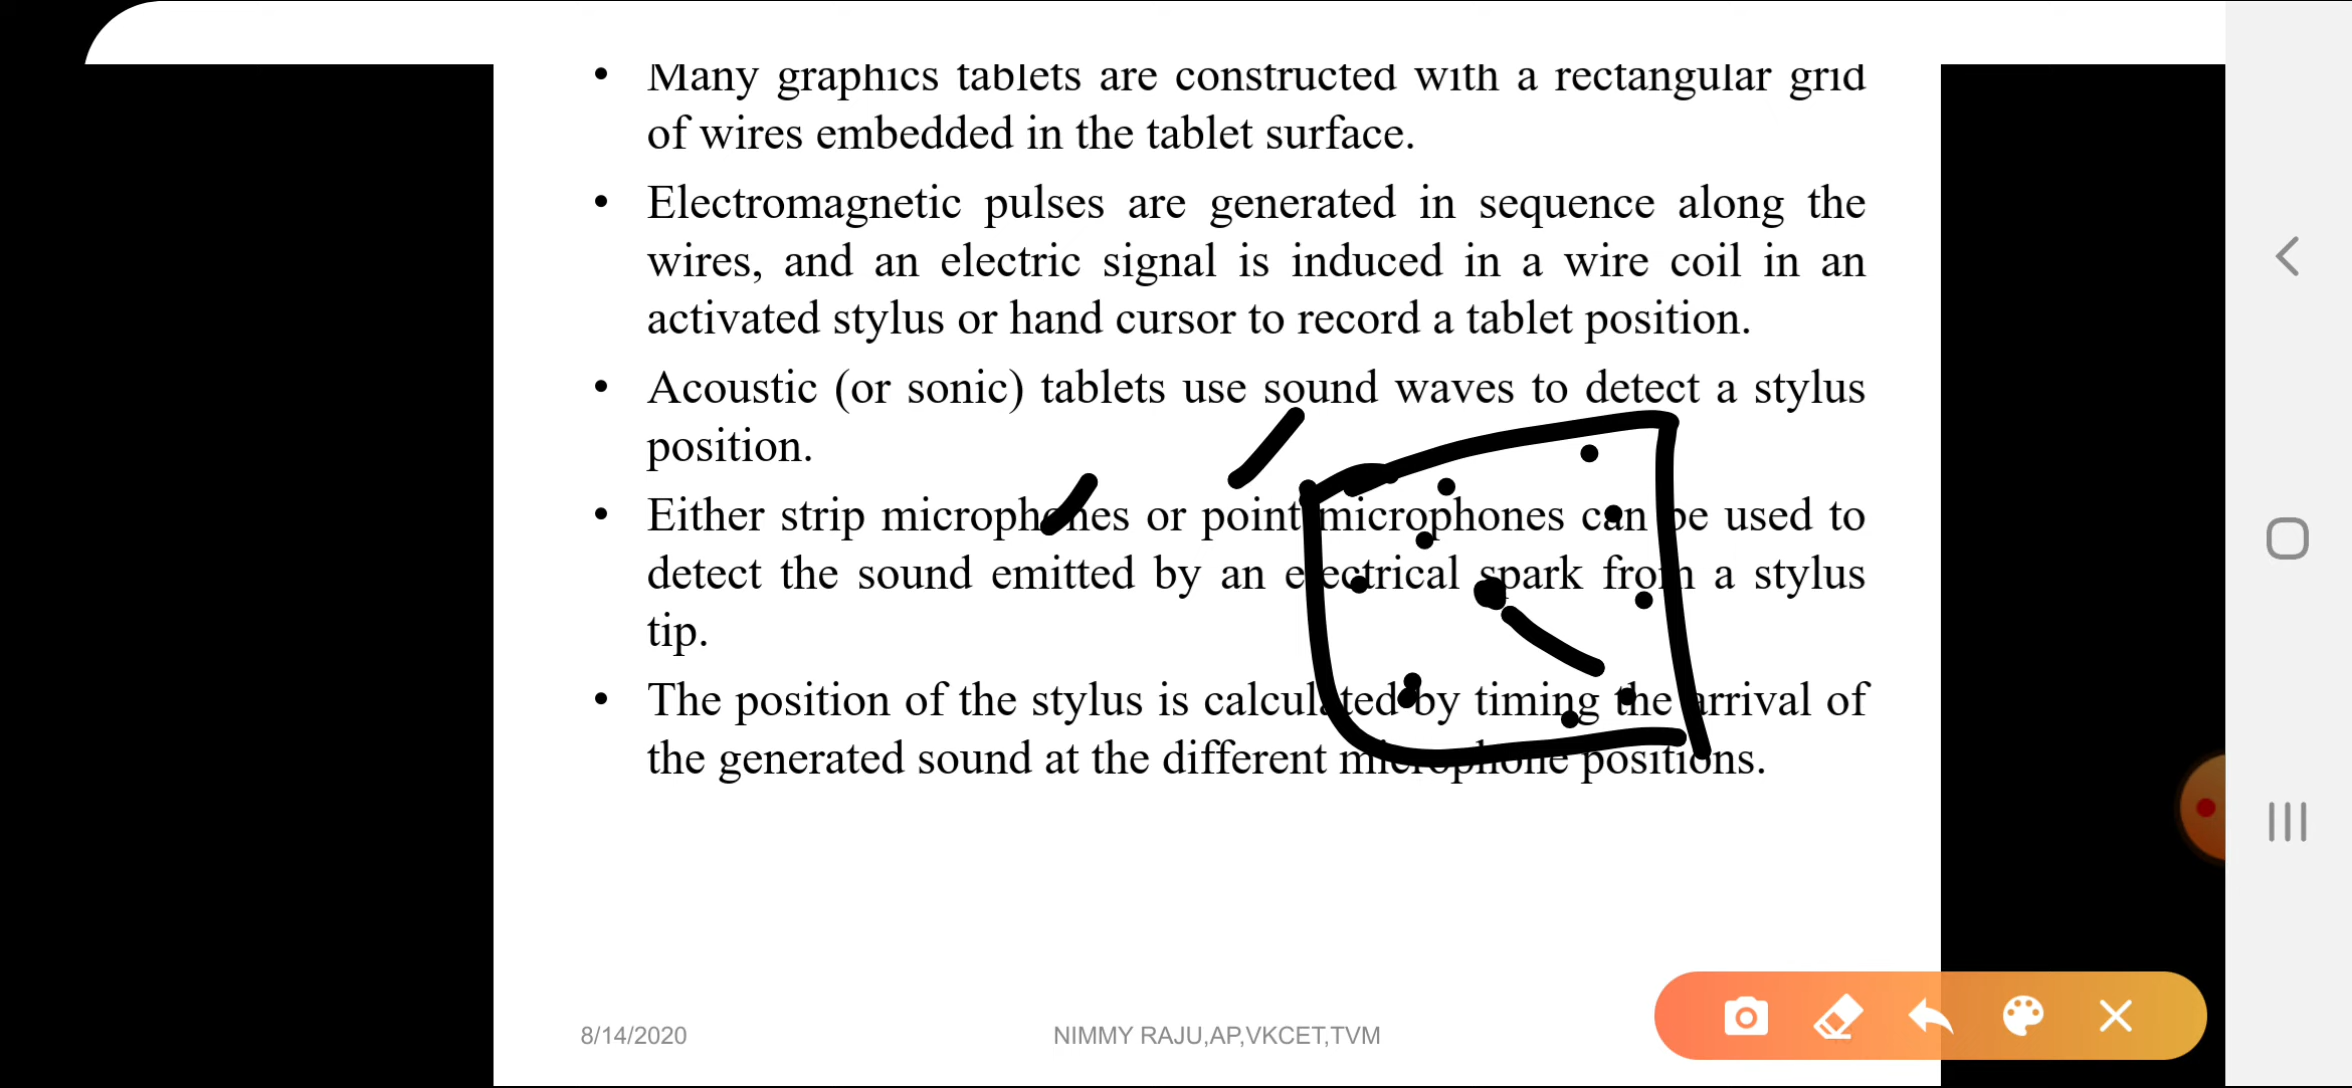 • Many graphics tablets are constructed with a rectangular grid
of wires embedded in the tablet surface.
• Electromagnetic pulses are generated in sequence along the
wires, and an electric signal is induced in a wire coil in an
activated stylus or hand cursor to record a tablet position.
• Acoustic (or sonic) tablets use sound waves to detect a stylus
position.
• Either strip microphones or point microphones can be used to
detect the sound emitted by an electrical spark from a stylus
tip.
• The position of the stylus is calculated by timing the arrival of
the generated sound at the different microphone positions.
8/14/2020
NIMMY RAJU,AP,VKCET,TVM